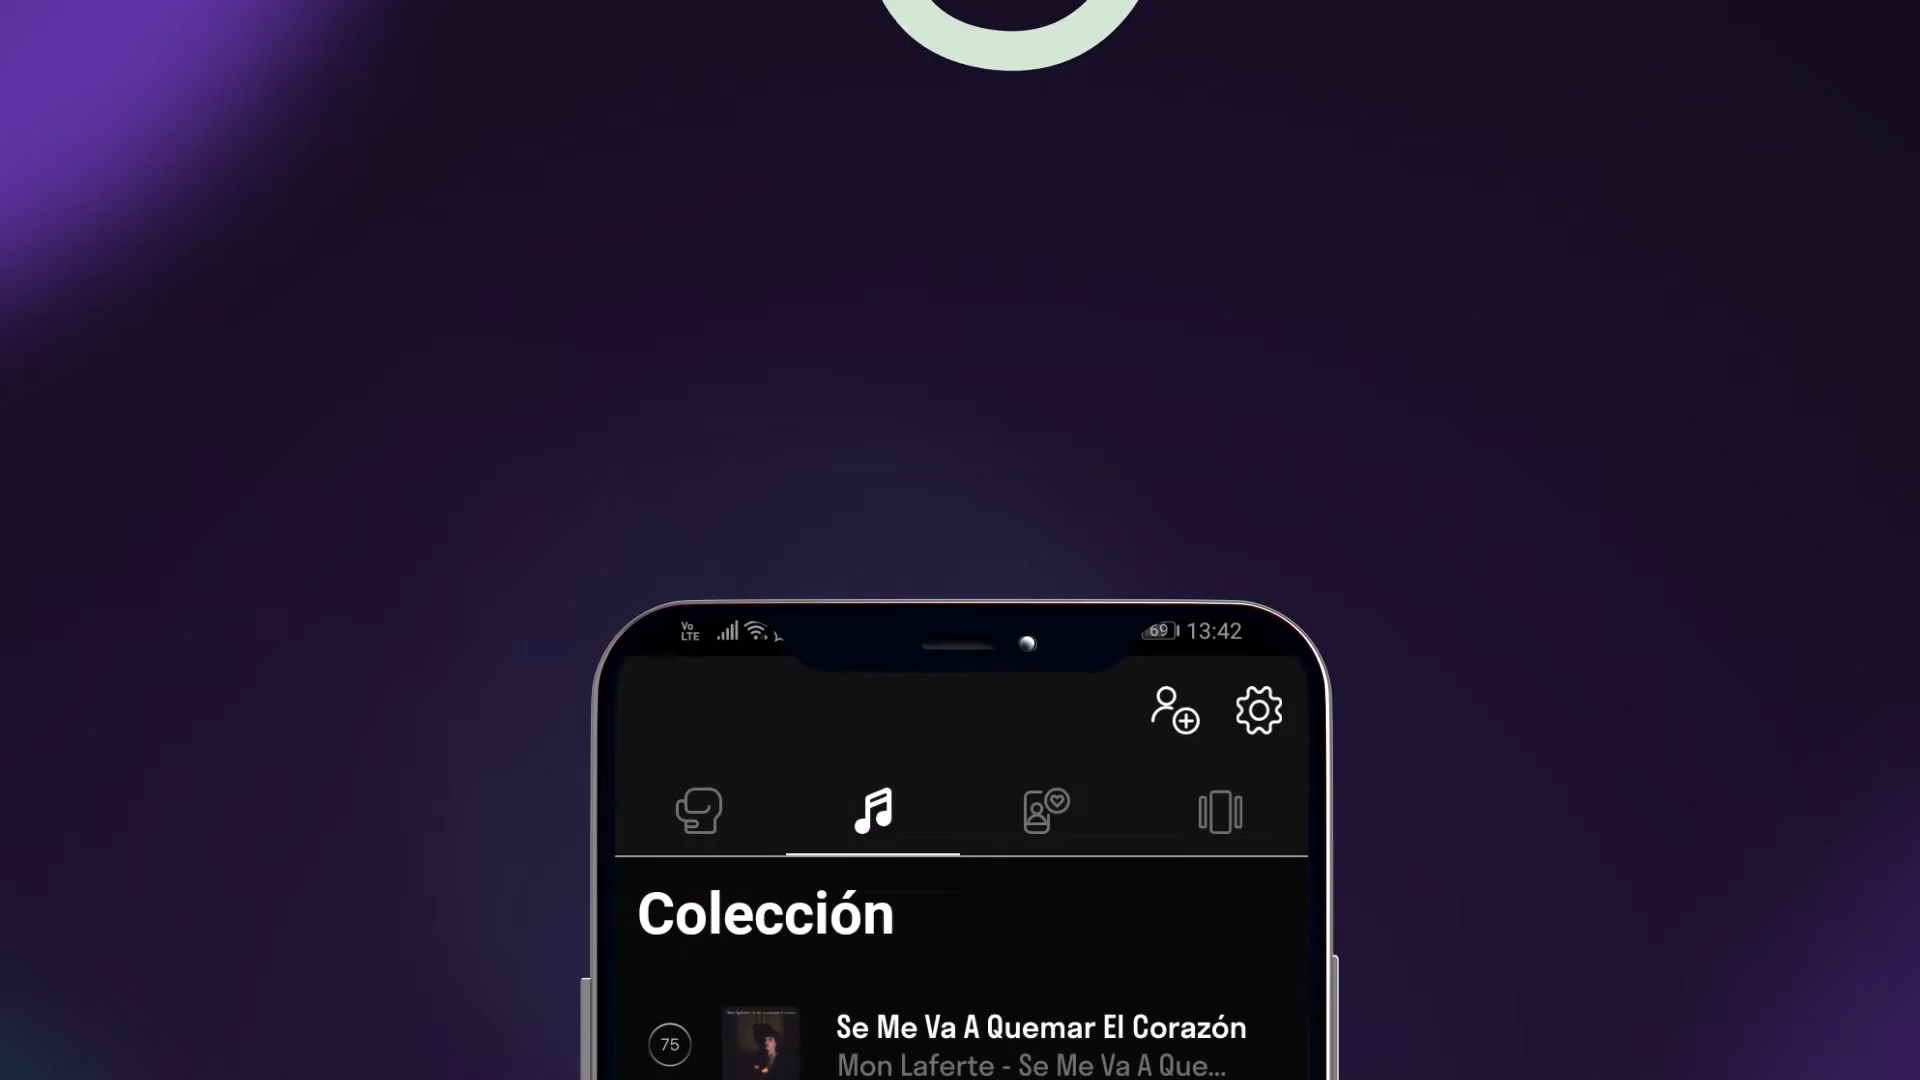 Vo
LTE
69 13:42
Colección
75
Se Me Va A Quemar El Corazón
Mon Laferte - Se Me Va A Que...